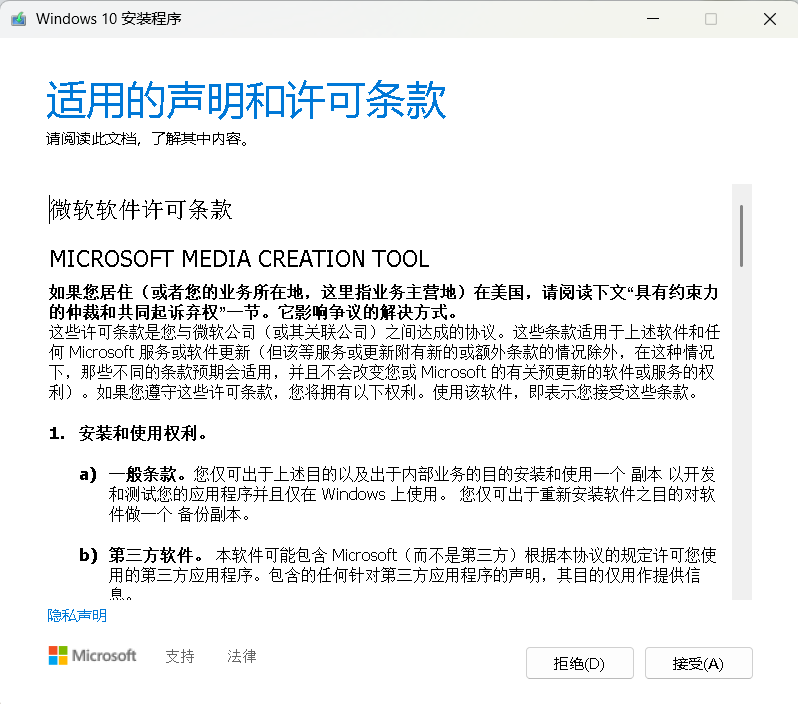 Windows 10 安装程序
适用的声明和许可条款
请阅读此文档，了解其中内容。
微软软件许可条款
MICROSOFT MEDIA CREATION TOOL
如果您居住（或者您的业务所在地，这里指业务主营地）在美国，请阅读下文“具有约束力
的仲裁和共同起诉弃权”一节。它影响争议的解决方式。
这些许可条款是您与微软公司（或其关联公司）之间达成的协议。这些条款适用于上述软件和任
何 Microsoft 服务或软件更新（但该等服务或更新附有新的或额外条款的情况除外，在这种情况
下，那些不同的条款预期会适用，并且不会改变您或 Microsoft 的有关预更新的软件或服务的权
利）。如果您遵守这些许可条款，您将拥有以下权利。使用该软件，即表示您接受这些条款。
1. 安装和使用权利。
a) 一般条款。您仅可出于上述目的以及出于内部业务的目的安装和使用一个 副本 以开发
和测试您的应用程序并且仅在 Windows 上使用。 您仅可出于重新安装软件之目的对软
件做一个 备份副本。
b) 第三方软件。 本软件可能包含 Microsoft（而不是第三方）根据本协议的规定许可您使
用的第三方应用程序。包含的任何针对第三方应用程序的声明，其目的仅用作提供信
息。
隐私声明
Microsoft 支持 法律 拒绝(D) 接受(A)